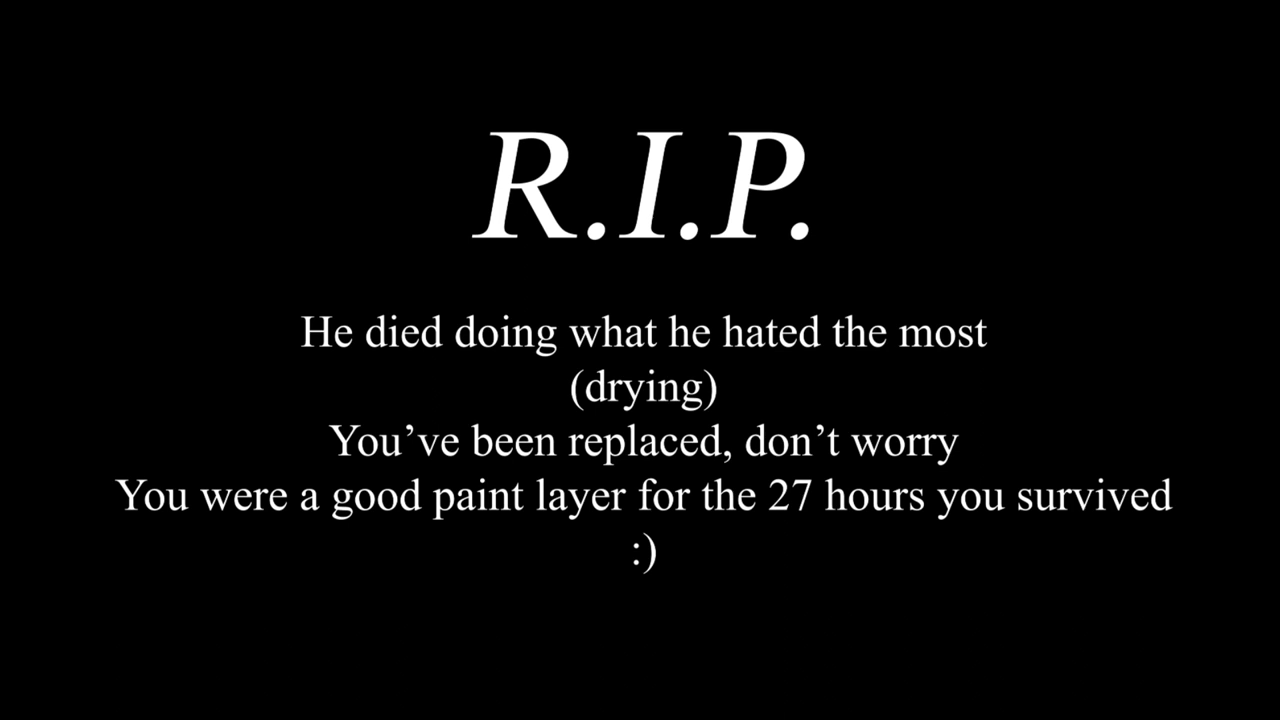 R.I.P.
He died doing what he hated the most
(drying)
You’ve been replaced, don’t worry
You were a good paint layer for the 27 hours you survived
:)